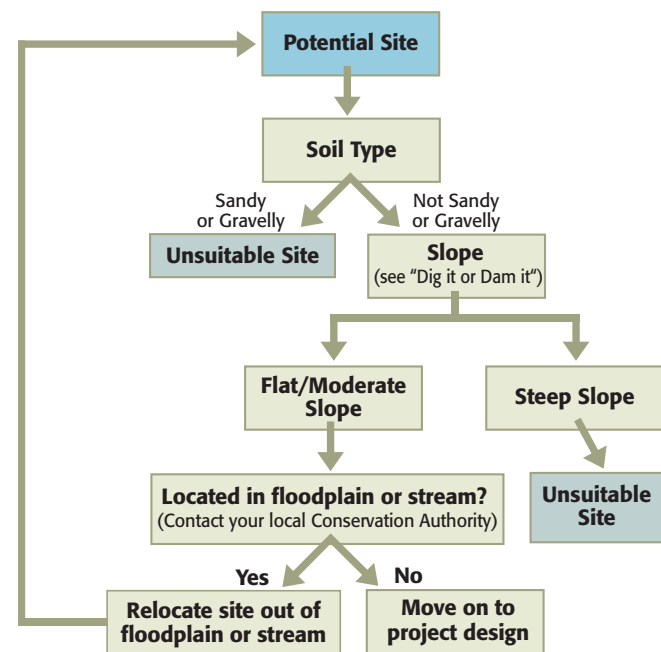 Potential Site
Soil Type
Sandy
or Gravelly
Not Sandy
or Gravelly
Unsuitable Site
Slope
(see “Dig it or Dam it“)
Flat/Moderate
Slope
Steep Slope
Located in floodplain or stream?
(Contact your local Conservation Authority)
Unsuitable
Site
Yes
No
Relocate site out of
floodplain or stream
Move on to
project design